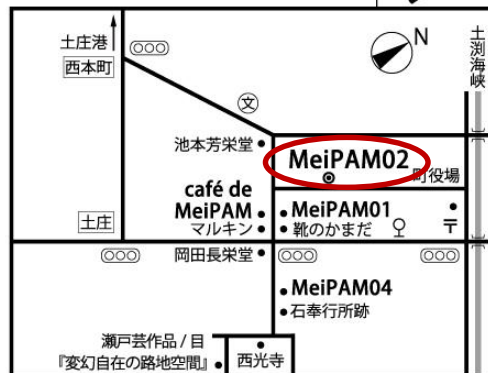 土庄港
西本町
N
土渕海峡
文
池本芳栄堂
MeiPAM02
町役場
café de
MeiPAM
マルキン
土庄
MeiPAM01
靴のかまだ
〒
岡田長栄堂
MeiPAM04
石奉行所跡
瀬戸芸作品/目
『変幻自在の路地空間』
西光寺